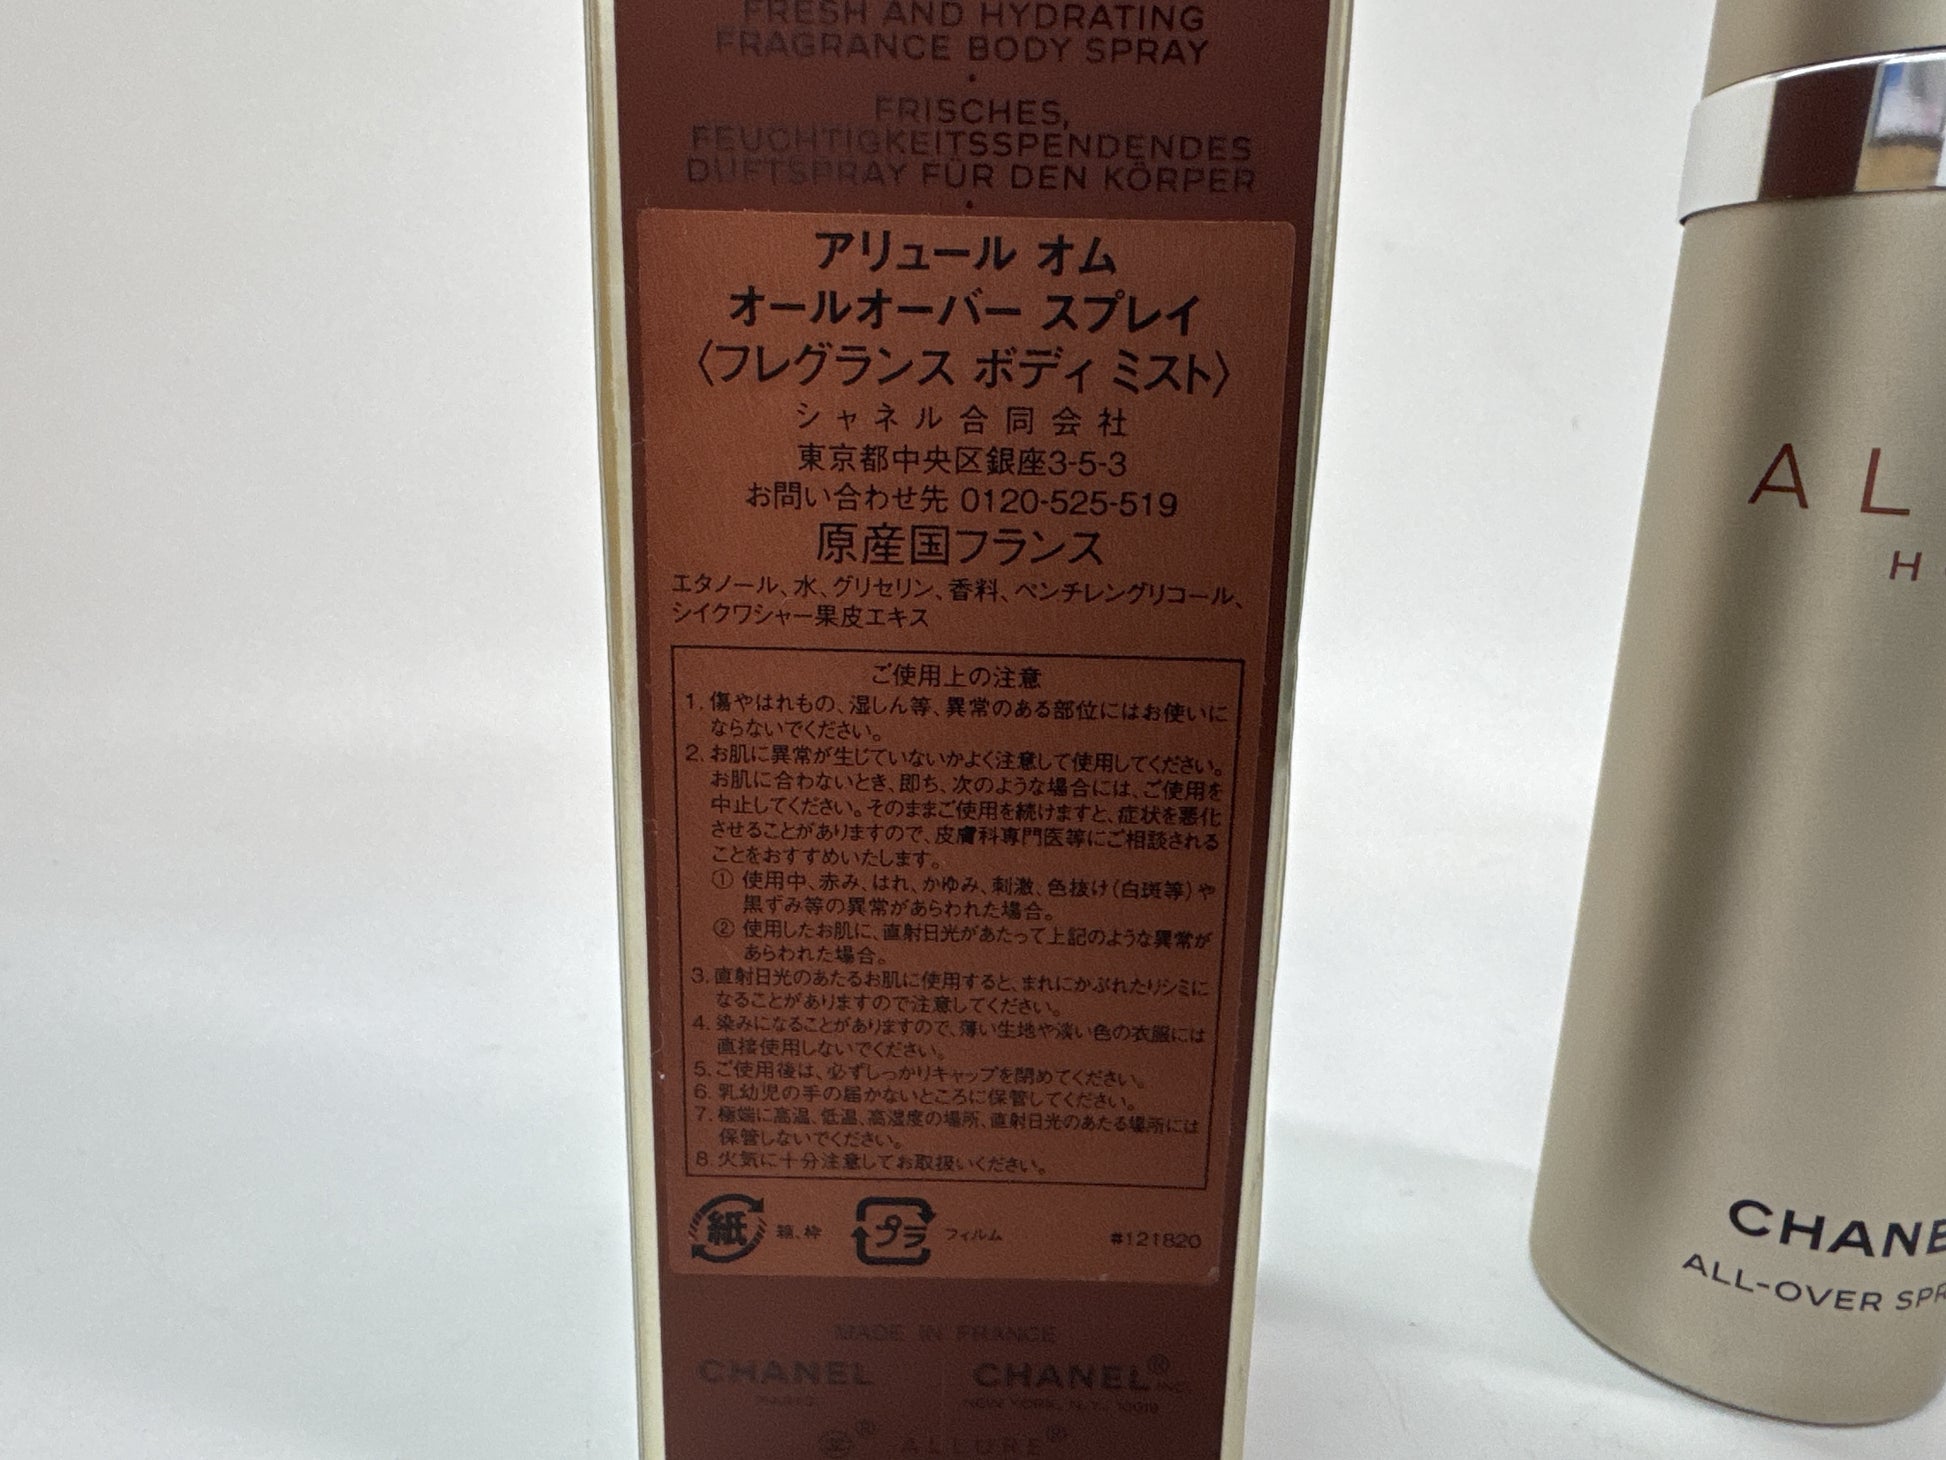 FRESH AND HYDRATING
FRAGRANCE BODY SPRAY
•
FRISCHES,
FEUCHTIGKEITSSPENDENDES
DUFTSPRAY FÜR DEN KÖRPER
•
アリュール オム
オールオーバー スプレイ
〈フレグランス ボディ ミスト〉
シャネル合同会社
東京都中央区銀座3-5-3
お問い合わせ先 0120-525-519
原産国フランス
エタノール、水、グリセリン、香料、ペンチレングリコール、
シイクワシャー果皮エキス
ご使用上の注意
1. 傷やはれもの、湿しん等、異常のある部位にはお使いに
ならないでください。
2. お肌に異常が生じていないかよく注意して使用してください。
お肌に合わないとき、即ち、次のような場合には、ご使用を
中止してください。そのままご使用を続けますと、症状を悪化
させることがありますので、皮膚科専門医等にご相談される
ことをおすすめいたします。
① 使用中、赤み、はれ、かゆみ、刺激、色抜け(白斑等)や
黒ずみ等の異常があらわれた場合。
② 使用したお肌に、直射日光があたって上記のような異常が
あらわれた場合。
3. 直射日光のあたるお肌に使用すると、まれにかぶれたりシミに
なることがありますので注意してください。
4. 染みになることがありますので、薄い生地や淡い色の衣服には
直接使用しないでください。
5. ご使用後は、必ずしっかりキャップを閉めてください。
6. 乳幼児の手の届かないところに保管してください。
7. 極端に高温、低温、高湿度の場所、直射日光のあたる場所には
保管しないでください。
8. 火気に十分注意してお取扱いください。
紙 箱、枠 プラ フィルム #121820
MADE IN FRANCE
CHANEL CHANEL® INC
PARIS NEW YORK, N.Y., 10019
® ALLURE®
AL
H
CHANE
ALL-OVER SPR